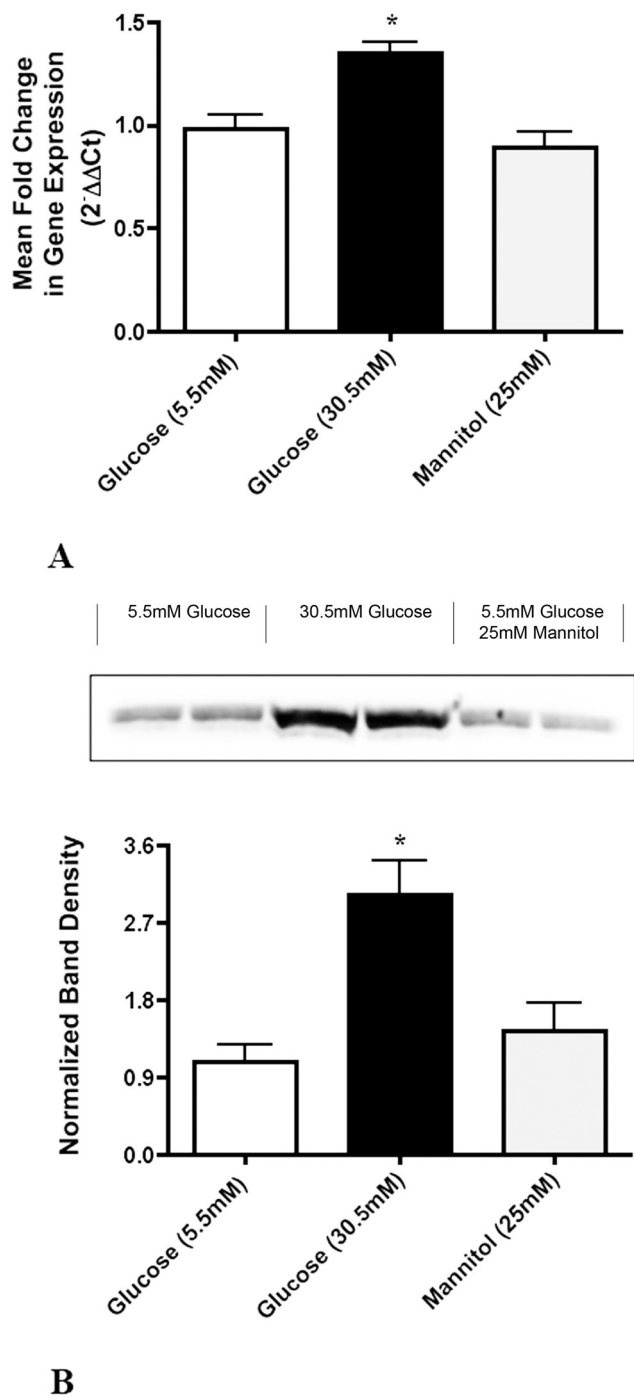 Mean Fold Change
in Gene Expression
(2-ΔΔCt)
1.5
1.0
0.5
0.0
*
Glucose (5.5mM)
Glucose (30.5mM)
Mannitol (25mM)
A
5.5mM Glucose
30.5mM Glucose
5.5mM Glucose
25mM Mannitol
Normalized Band Density
3.6
2.7
1.8
0.9
0.0
*
Glucose (5.5mM)
Glucose (30.5mM)
Mannitol (25mM)
B